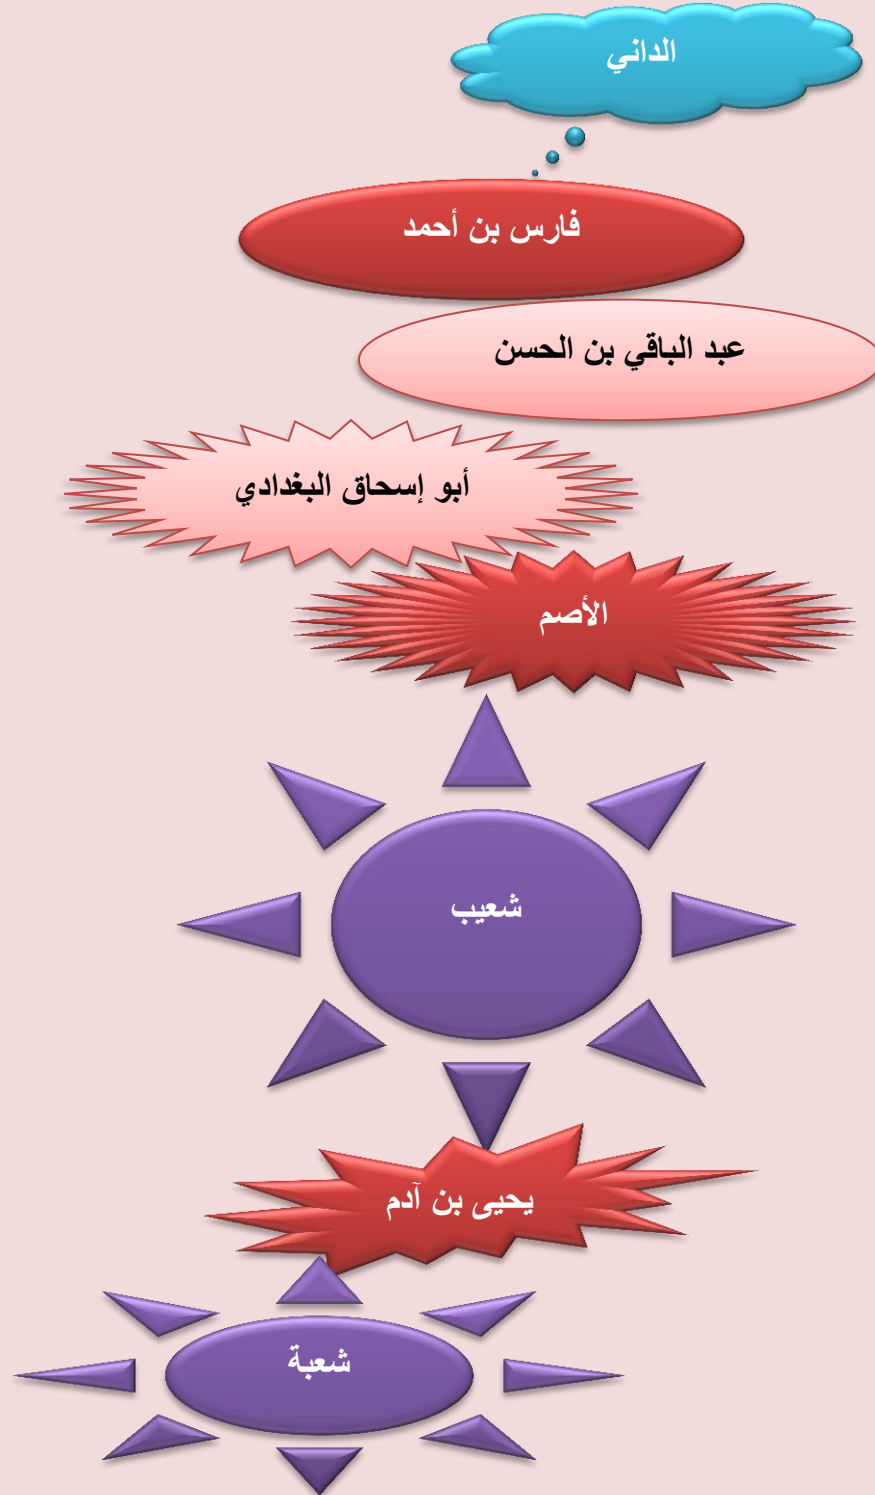 الداني
فارس بن أحمد
عبد الباقي بن الحسن
أبو إسحاق البغدادي
الأصم
شعيب
يحيى بن آدم
شعبة